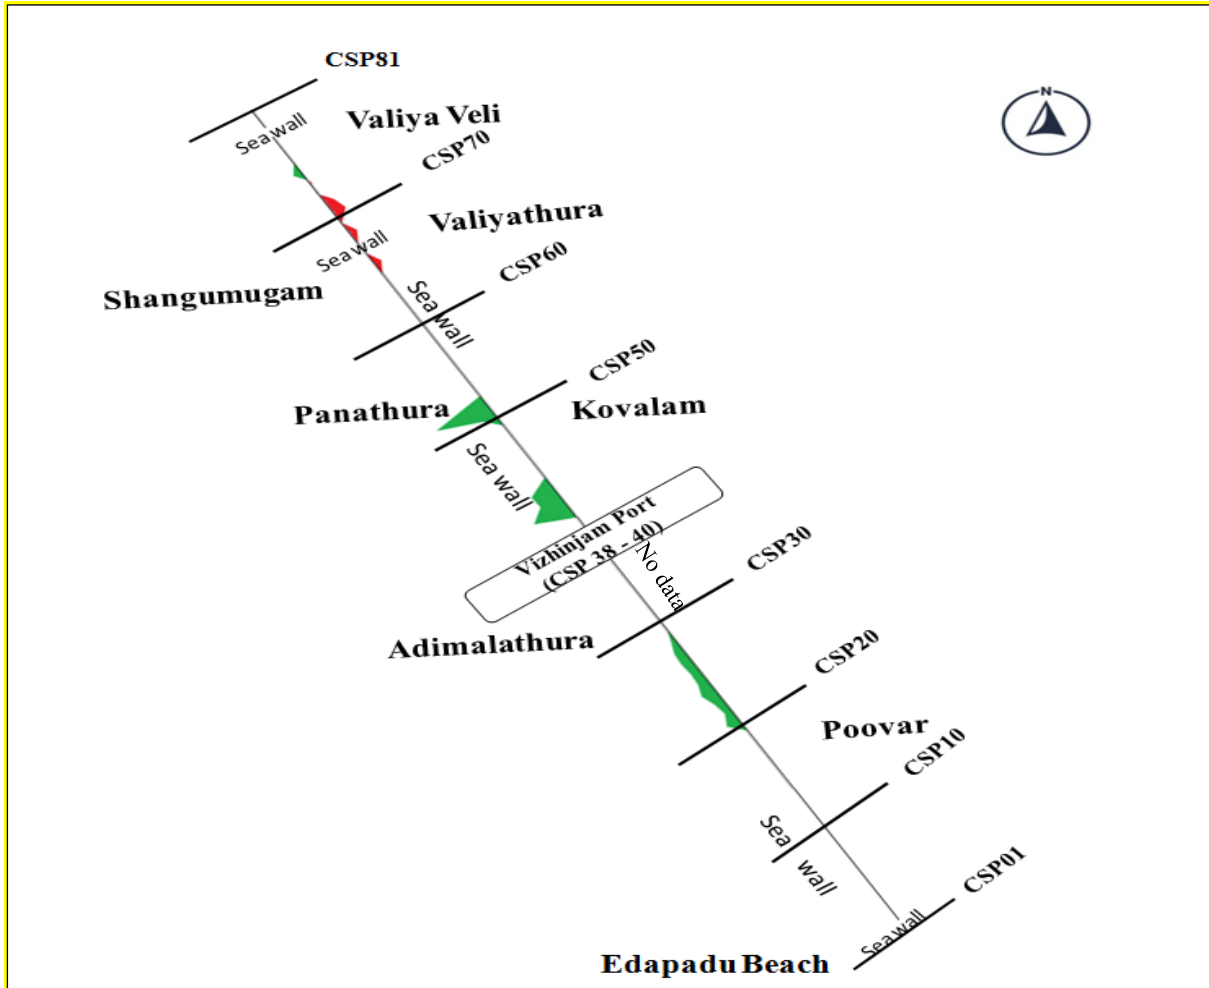 CSP81
N
Valiya Veli
Sea wall
CSP70
Valiyathura
Sea wall
CSP60
Shangumugam
Sea wall
CSP50
Panathura
Kovalam
Sea wall
Vizhinjam Port
(CSP 38 - 40)
No data
CSP30
Adimalathura
CSP20
Poovar
CSP10
Sea wall
CSP01
Sea wall
Edapadu Beach